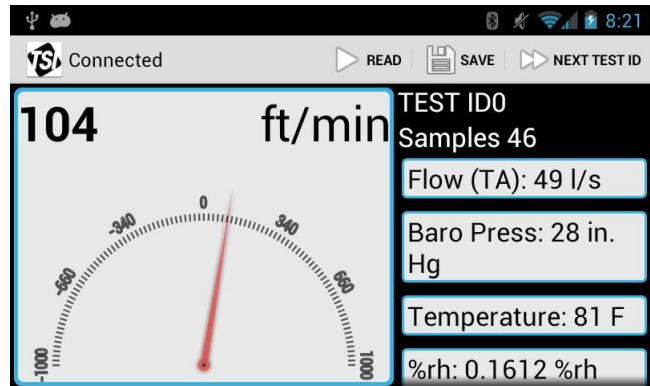 8:21
TSI Connected
READ
SAVE
NEXT TEST ID
104 ft/min
-1000
-660
-340
0
340
660
1000
TEST ID0
Samples 46
Flow (TA): 49 l/s
Baro Press: 28 in.
Hg
Temperature: 81 F
%rh: 0.1612 %rh